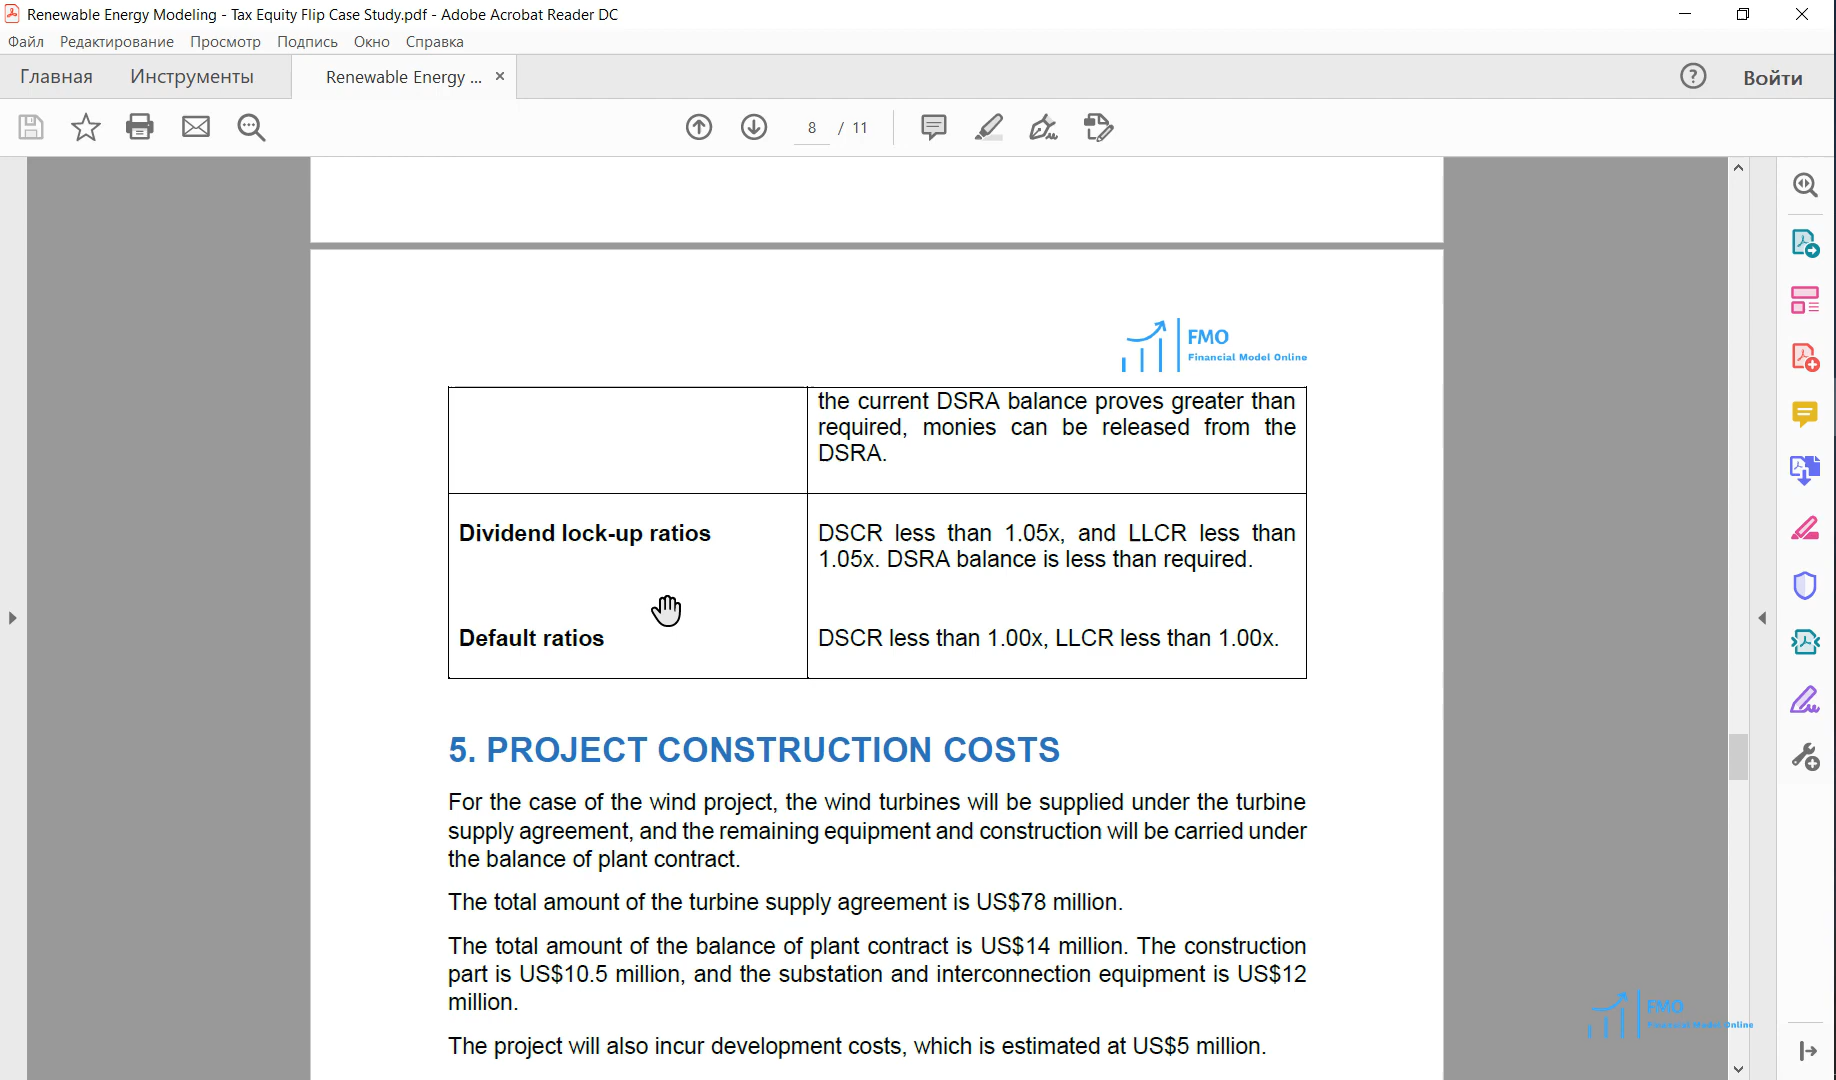 Renewable Energy Modeling - Tax Equity Flip Case Study.pdf - Adobe Acrobat Reader DC
Файл Редактирование Просмотр Подпись Окно Справка
Главная Инструменты Renewable Energy ... Войти
8 / 11
FMO
Financial Model Online
the current DSRA balance proves greater than
required, monies can be released from the
DSRA.
Dividend lock-up ratios
DSCR less than 1.05x, and LLCR less than
1.05x. DSRA balance is less than required.
Default ratios
DSCR less than 1.00x, LLCR less than 1.00x.
5. PROJECT CONSTRUCTION COSTS
For the case of the wind project, the wind turbines will be supplied under the turbine
supply agreement, and the remaining equipment and construction will be carried under
the balance of plant contract.
The total amount of the turbine supply agreement is US$78 million.
The total amount of the balance of plant contract is US$14 million. The construction
part is US$10.5 million, and the substation and interconnection equipment is US$12
million.
The project will also incur development costs, which is estimated at US$5 million.
FMO
Financial Model Online